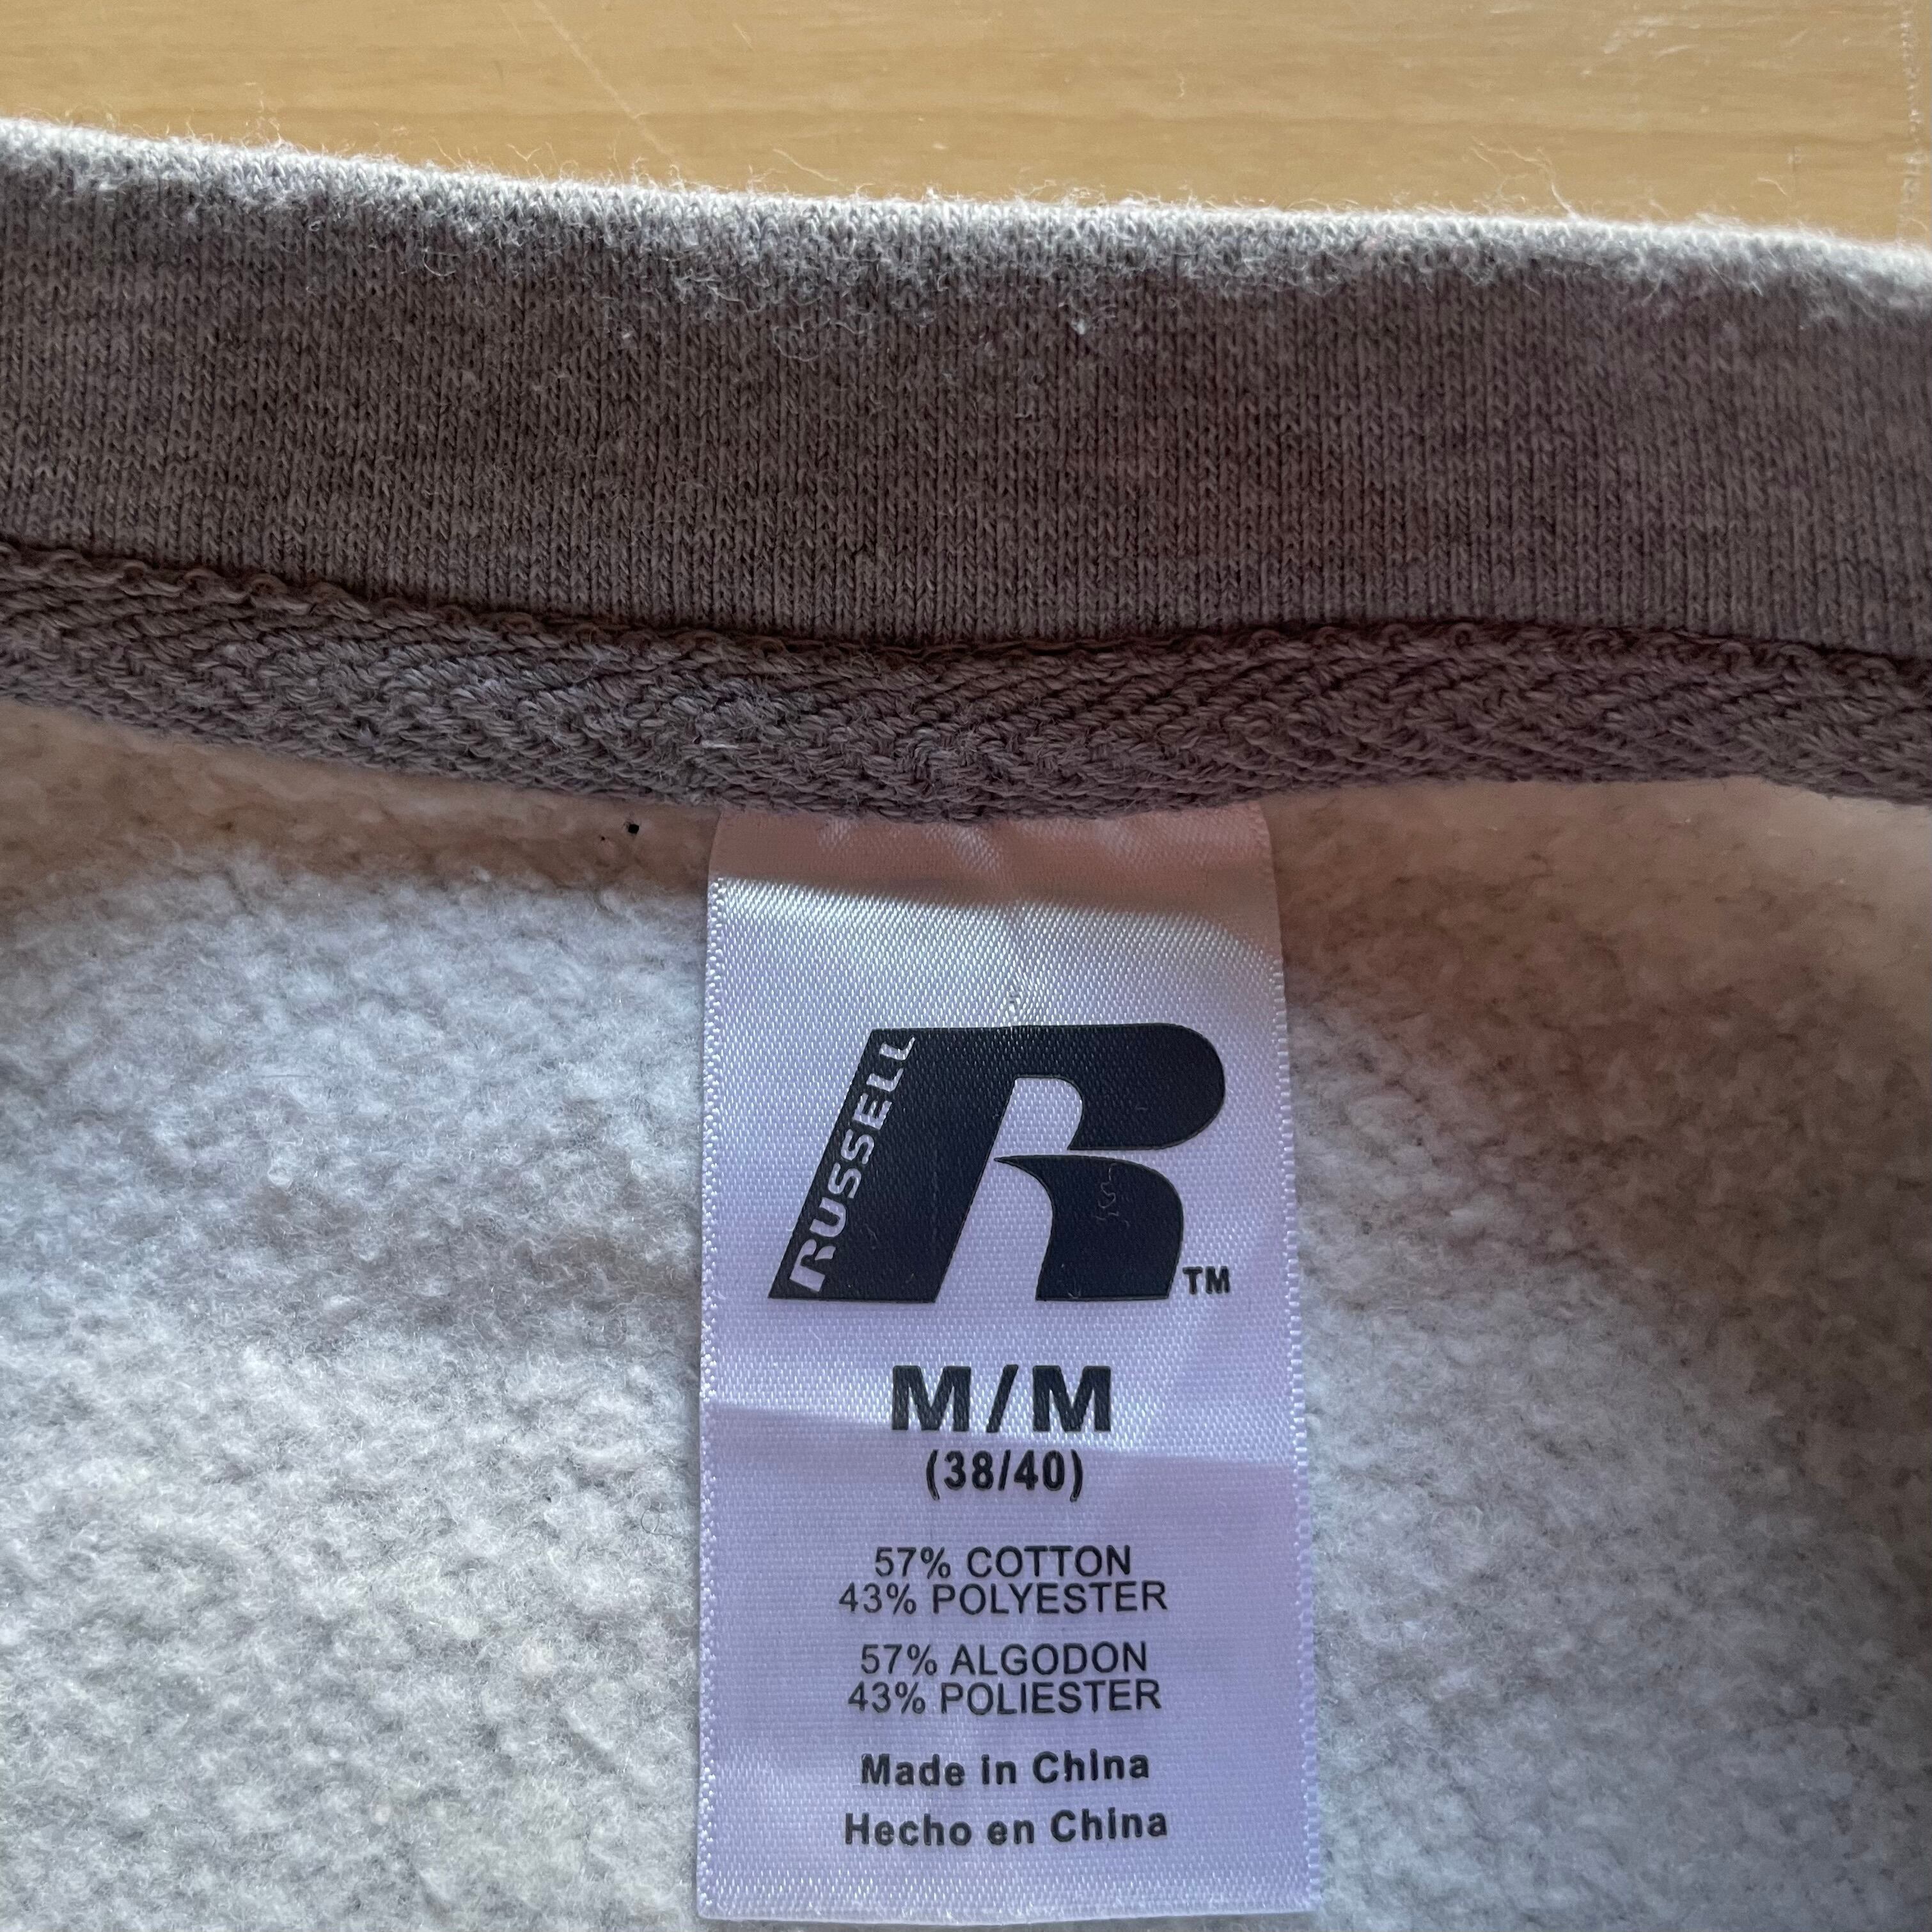 RUSSELL
R
TM
M/M
(38/40)
57% COTTON
43% POLYESTER
57% ALGODON
43% POLIESTER
Made in China
Hecho en China